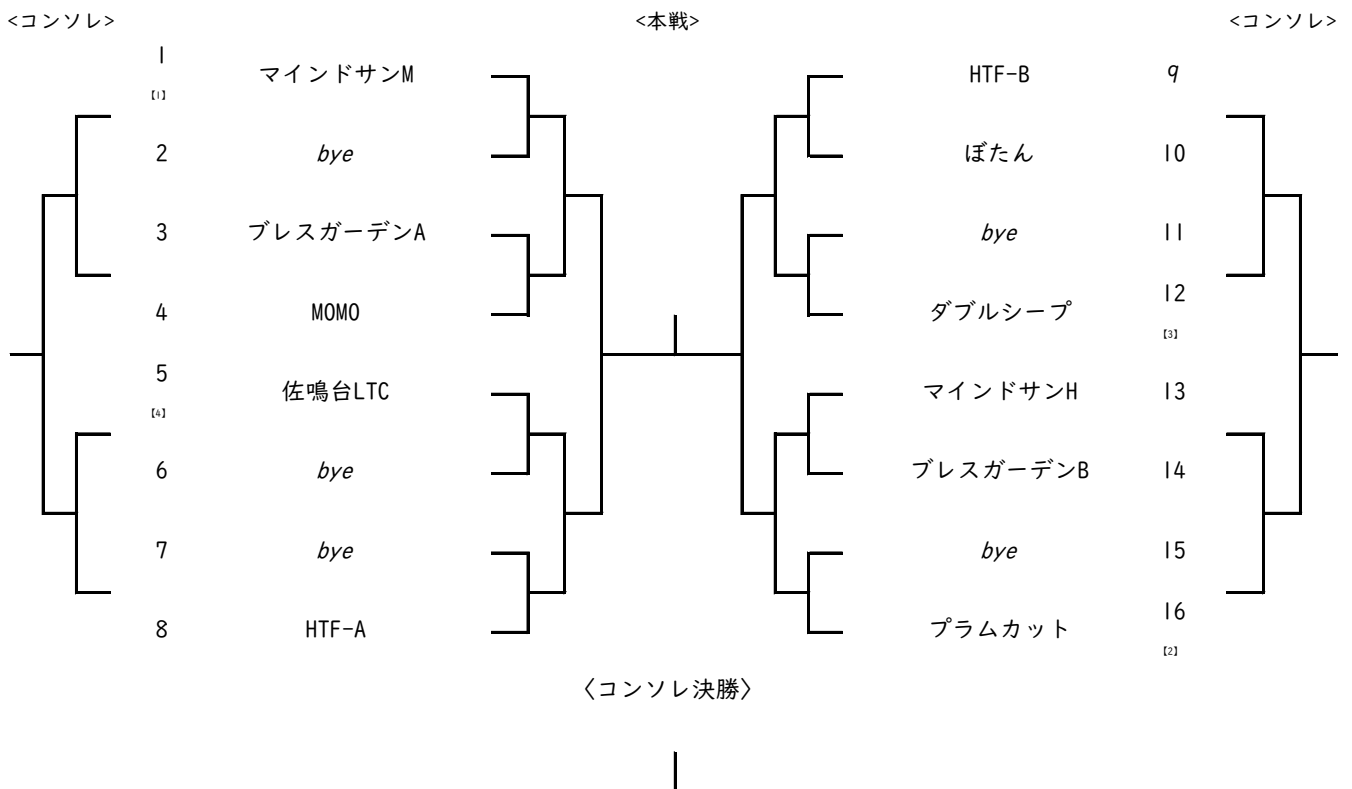 <コンソレ> <本戦> <コンソレ>
1 マインドサンM HTF-B 9
【1】
2 bye ぼたん 10
3 ブレスガーデンA bye 11
4 MOMO ダブルシープ 12
【3】
5 佐鳴台LTC マインドサンH 13
【4】
6 bye ブレスガーデンB 14
7 bye bye 15
8 HTF-A プラムカット 16
【2】
〈コンソレ決勝〉